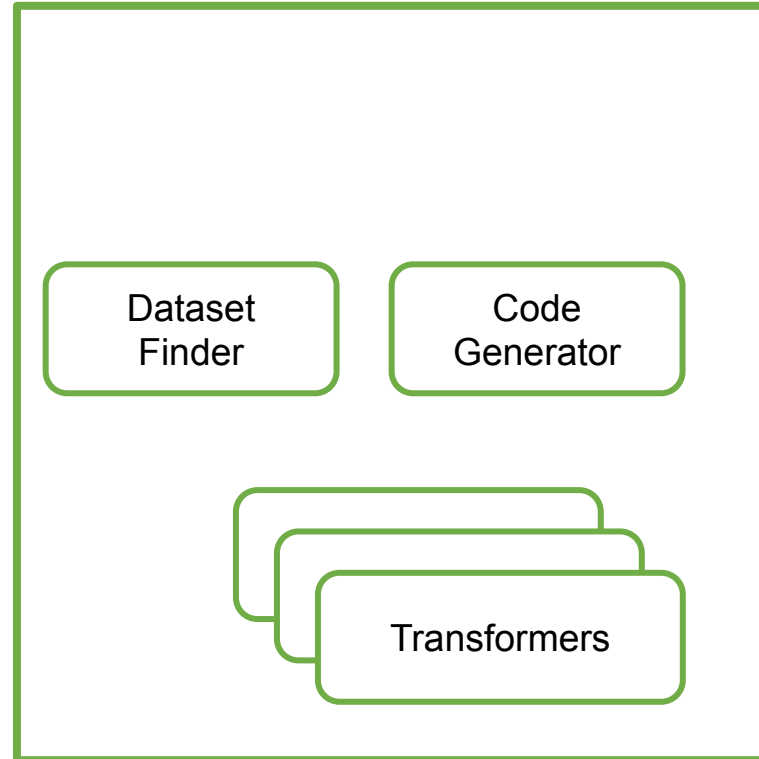 Dataset
Finder
Code
Generator
Transformers